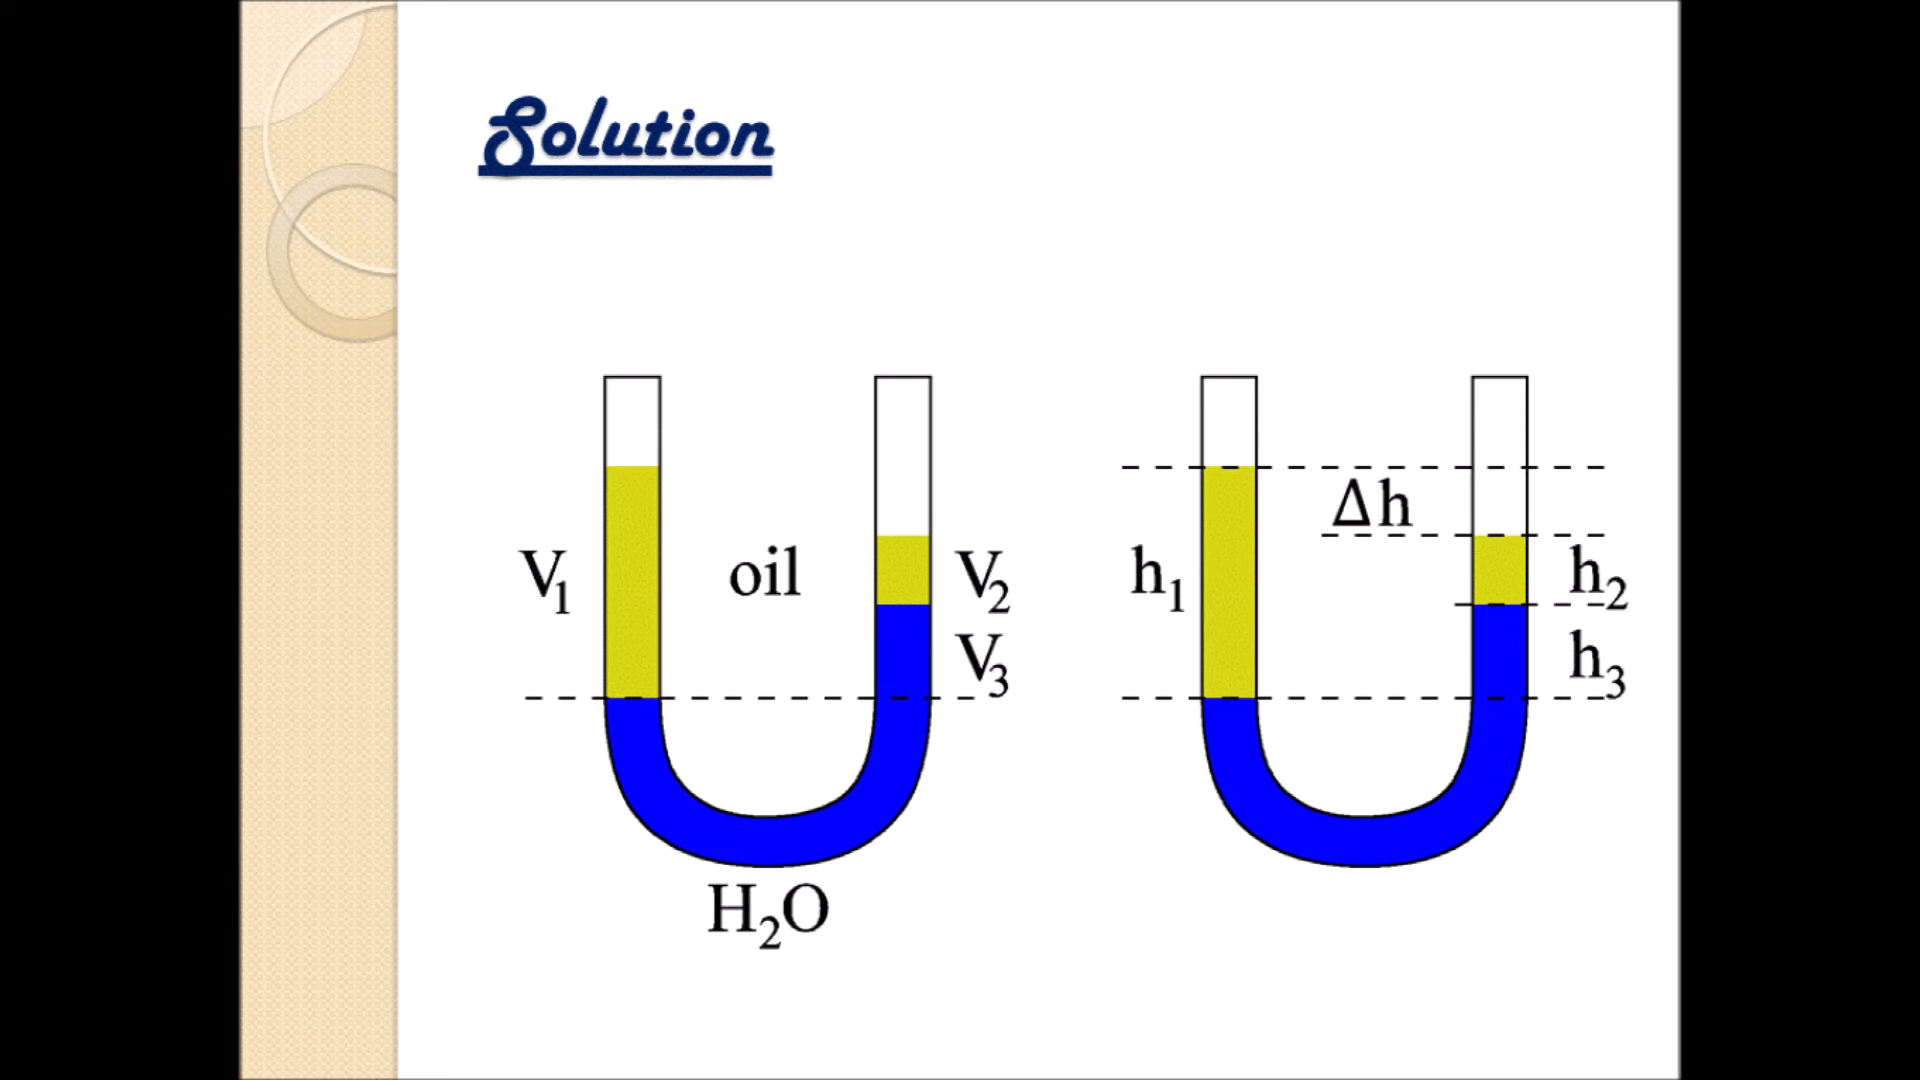 Solution
V₁
oil
V₂
V₃
H₂O
Δh
h₁
h₂
h₃